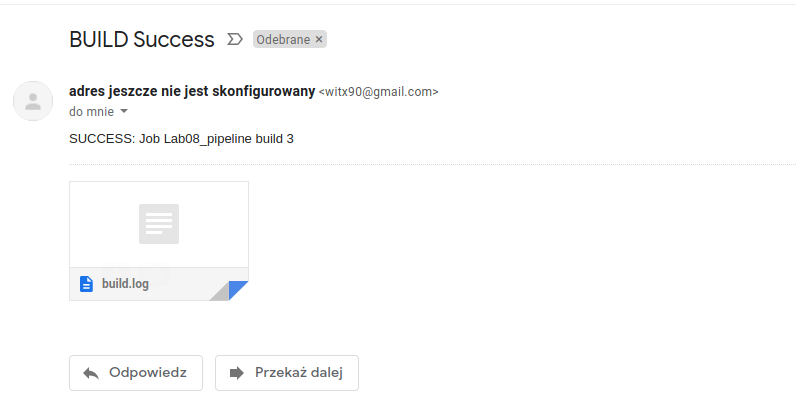 BUILD Success Odebrane ×
adres jeszcze nie jest skonfigurowany <witx90@gmail.com>
do mnie
SUCCESS: Job Lab08_pipeline build 3
build.log
Odpowiedz Przekaż dalej